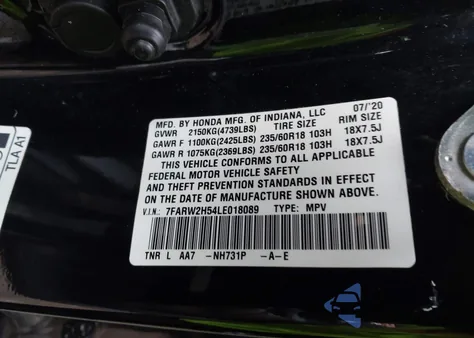 MFD. BY HONDA MFG. OF INDIANA, LLC 07/'20
GVWR 2150KG(4739LBS) TIRE SIZE RIM SIZE
GAWR F 1100KG(2425LBS) 235/60R18 103H 18X7.5J
GAWR R 1075KG(2369LBS) 235/60R18 103H 18X7.5J
THIS VEHICLE CONFORMS TO ALL APPLICABLE
FEDERAL MOTOR VEHICLE SAFETY
AND THEFT PREVENTION STANDARDS IN EFFECT
ON THE DATE OF MANUFACTURE SHOWN ABOVE.
V.I.N.: 7FARW2H54LE018089 TYPE: MPV
TNR L AA7 -NH731P -A-E
TLA A1